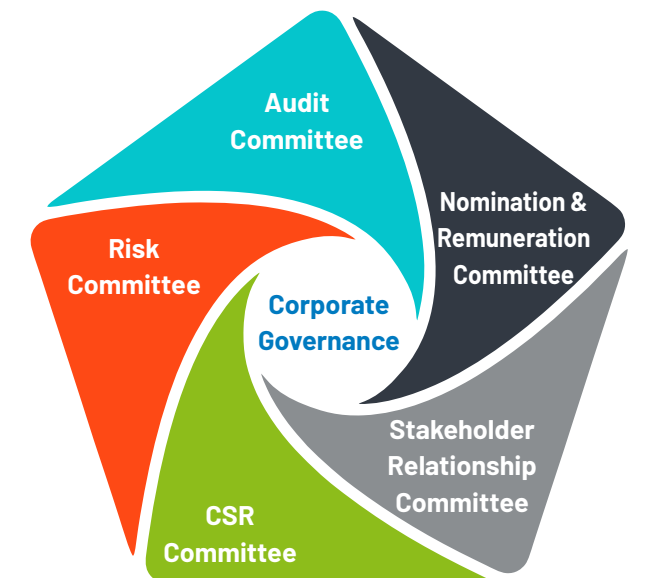 Audit
Committee
Nomination &
Remuneration
Committee
Risk
Committee
Corporate
Governance
Stakeholder
Relationship
Committee
CSR
Committee